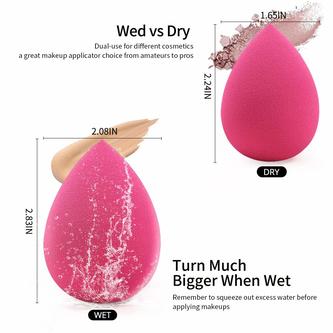 Wed vs Dry
Dual-use for different cosmetics
a great makeup applicator choice from amateurs to pros
1.65IN
2.24IN
DRY
2.08IN
2.83IN
WET
Turn Much
Bigger When Wet
Remember to squeeze out excess water before
applying makeups